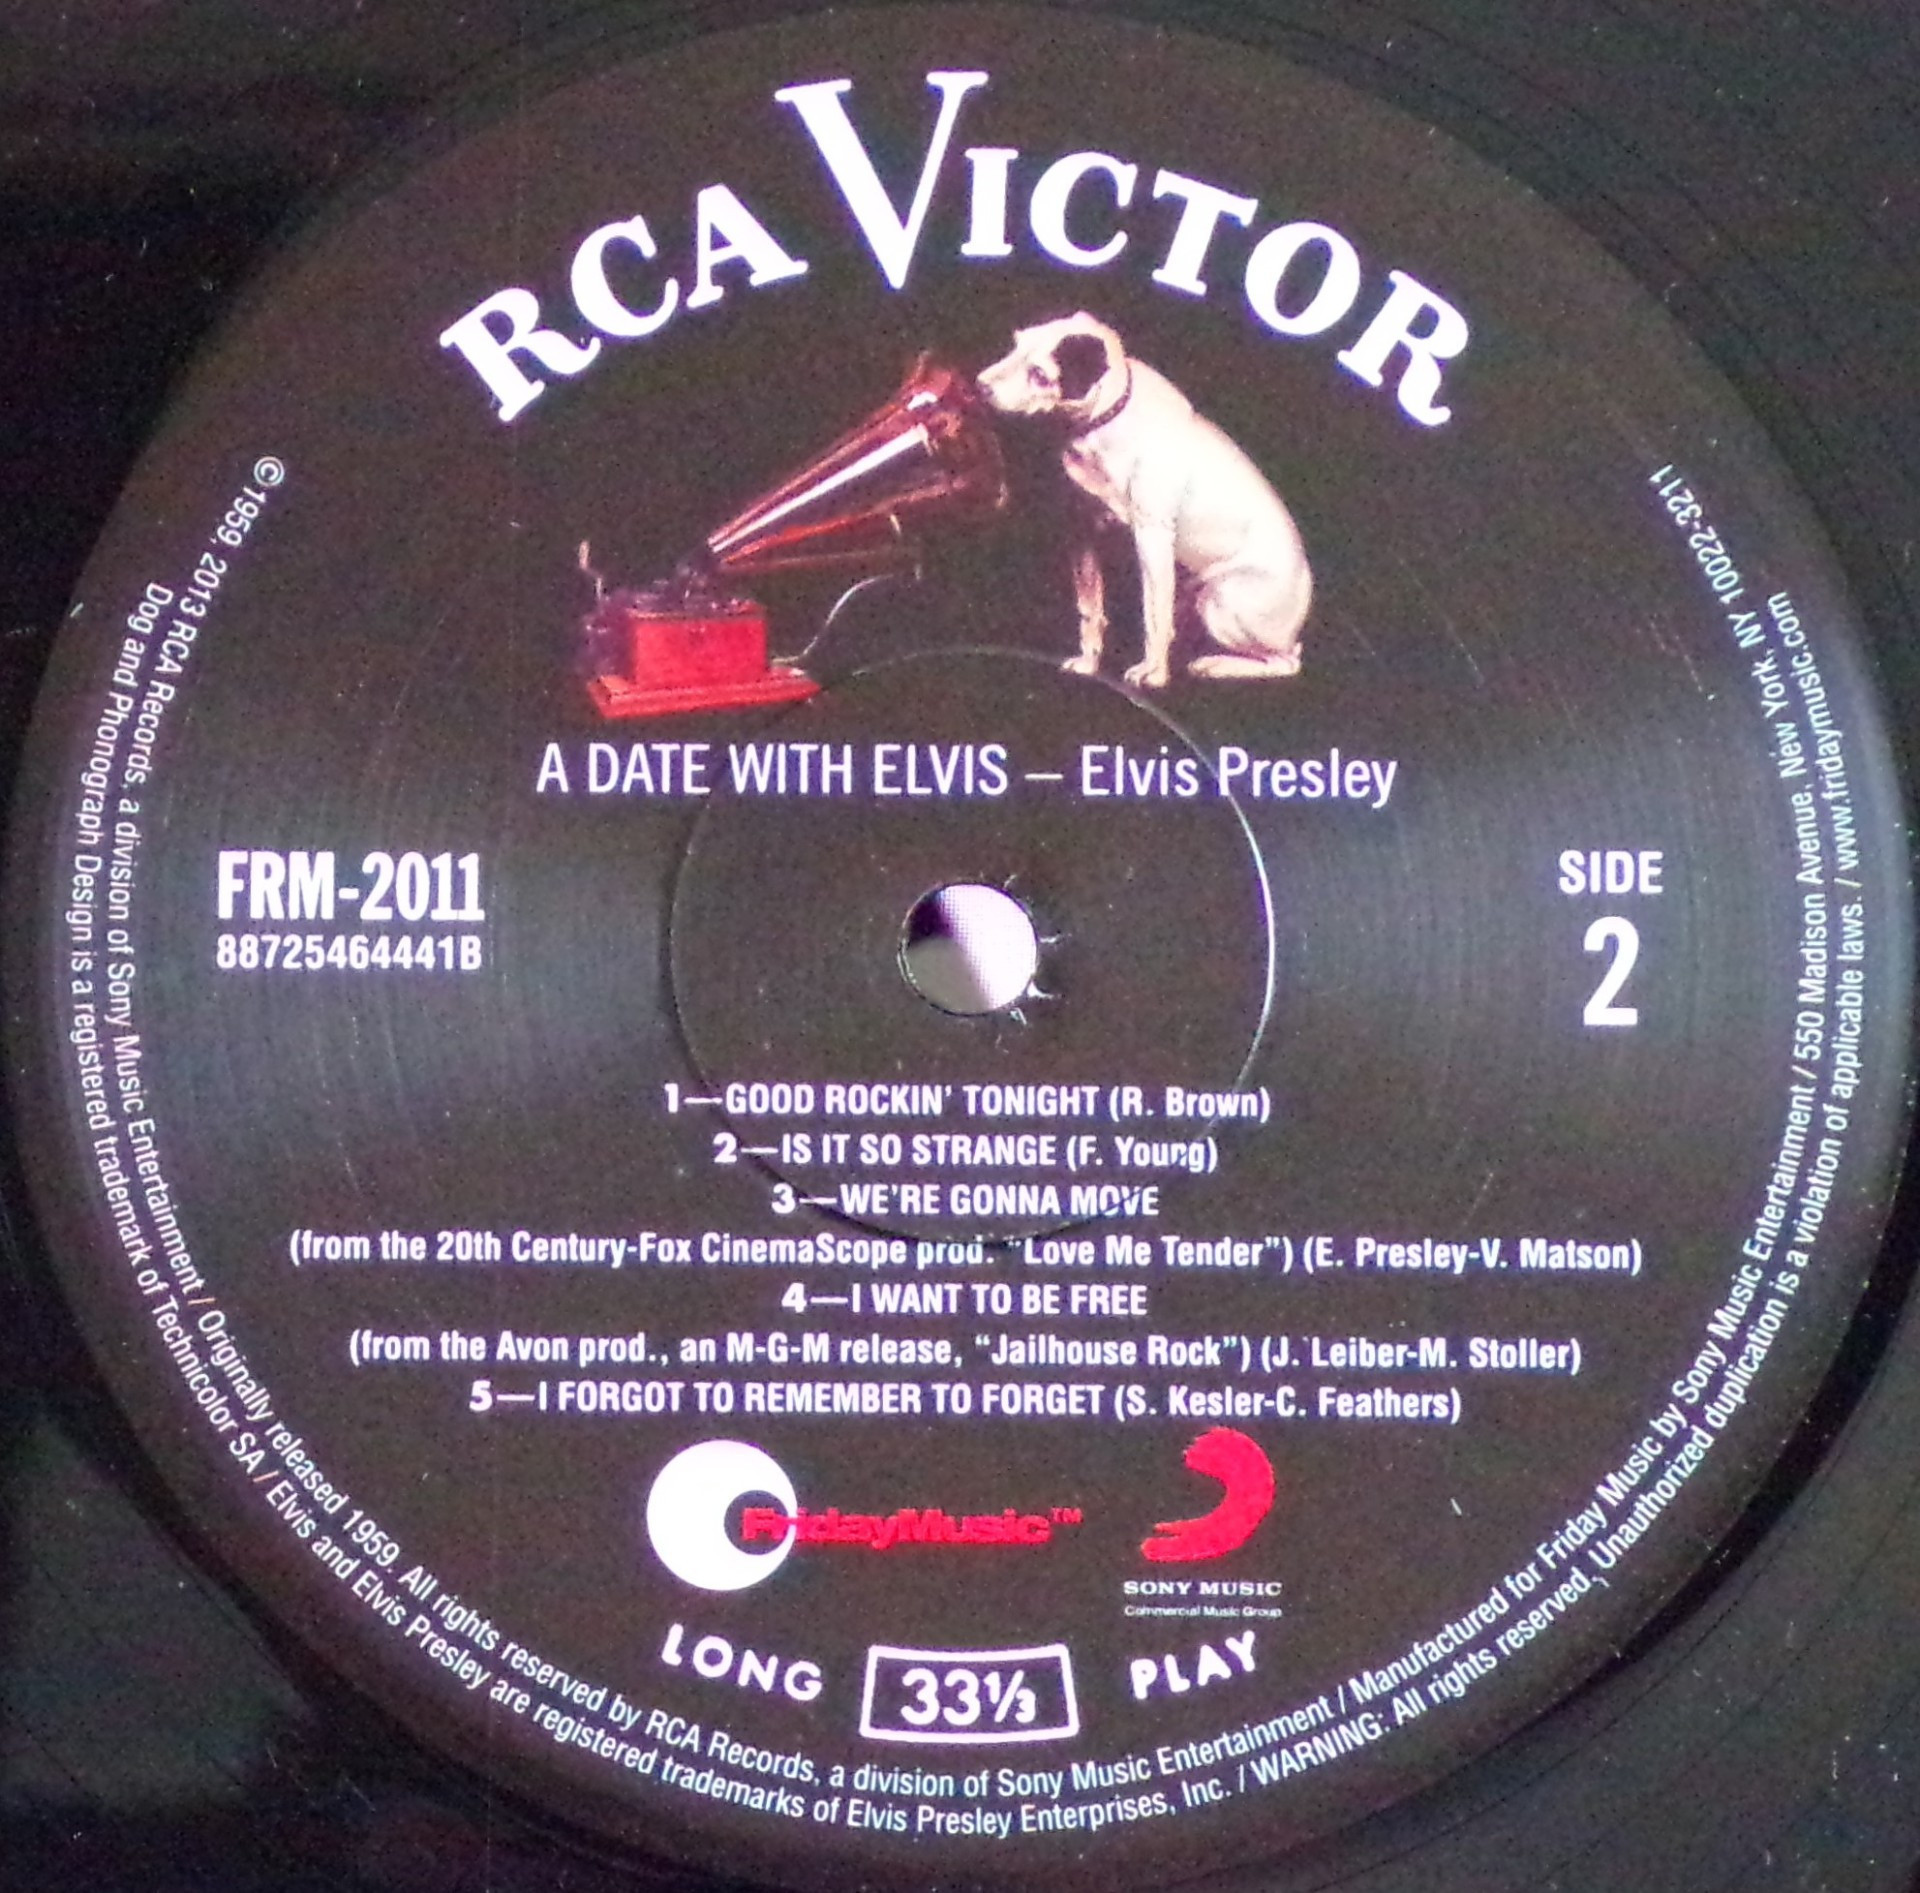 RCA VICTOR
A DATE WITH ELVIS – Elvis Presley
FRM-2011
88725464441B
SIDE
2
1—GOOD ROCKIN' TONIGHT (R. Brown)
2—IS IT SO STRANGE (F. Young)
3—WE'RE GONNA MOVE
(from the 20th Century-Fox CinemaScope prod. "Love Me Tender") (E. Presley-V. Matson)
4—I WANT TO BE FREE
(from the Avon prod., an M-G-M release, "Jailhouse Rock") (J. Leiber-M. Stoller)
5—I FORGOT TO REMEMBER TO FORGET (S. Kesler-C. Feathers)
FridayMusic™
SONY MUSIC
Commercial Music Group
LONG 33⅓ PLAY
©1959, 2013 RCA Records, a division of Sony Music Entertainment / Originally released 1959. All rights reserved by RCA Records, a division of Sony Music Entertainment / Manufactured for Friday Music by Sony Music Entertainment / 550 Madison Avenue, New York, NY 10022-3211
Dog and Phonograph Design is a registered trademark of Technicolor SA / Elvis and Elvis Presley are registered trademarks of Elvis Presley Enterprises, Inc. / WARNING: All rights reserved. Unauthorized duplication is a violation of applicable laws. / www.fridaymusic.com